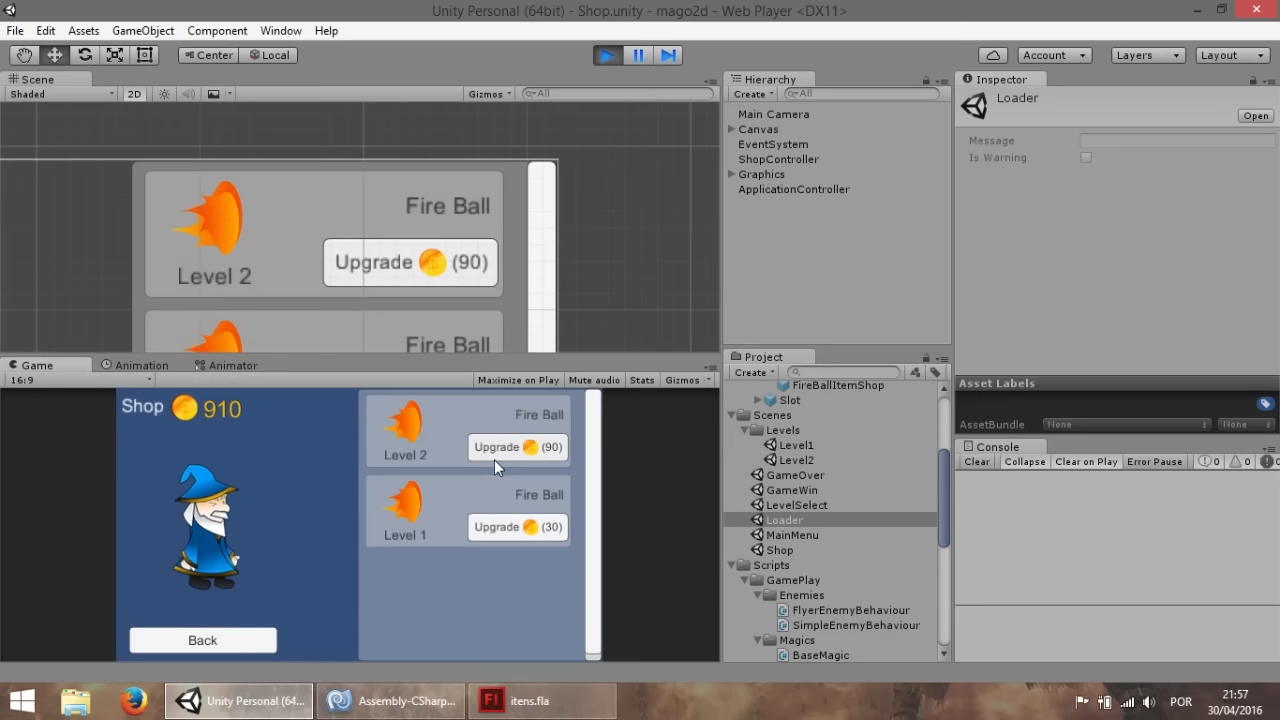 Unity Personal (64bit) - Shop.unity - mago2d - Web Player <DX11>
File Edit Assets GameObject Component Window Help
Center Local Account Layers Layout
Scene
Shaded 2D Gizmos All
Fire Ball
Upgrade (90)
Level 2
Fire Ball
Game Animation Animator
16:9 Maximize on Play Mute audio Stats Gizmos
Shop 910
Fire Ball
Upgrade (90)
Level 2
Fire Ball
Upgrade (30)
Level 1
Back
Hierarchy
Create All
Main Camera
Canvas
EventSystem
ShopController
Graphics
ApplicationController
Project
Create
FireBallItemShop
Slot
Scenes
Levels
Level1
Level2
GameOver
GameWin
LevelSelect
Loader
MainMenu
Shop
Scripts
GamePlay
Enemies
FlyerEnemyBehaviour
SimpleEnemyBehaviour
Magics
BaseMagic
Inspector
Loader
Open
Message
Is Warning
Asset Labels
AssetBundle None None
Console
Clear Collapse Clear on Play Error Pause 0 0 0
Unity Personal (64... Assembly-CSharp... Fl itens.fla POR 21:57
30/04/2016